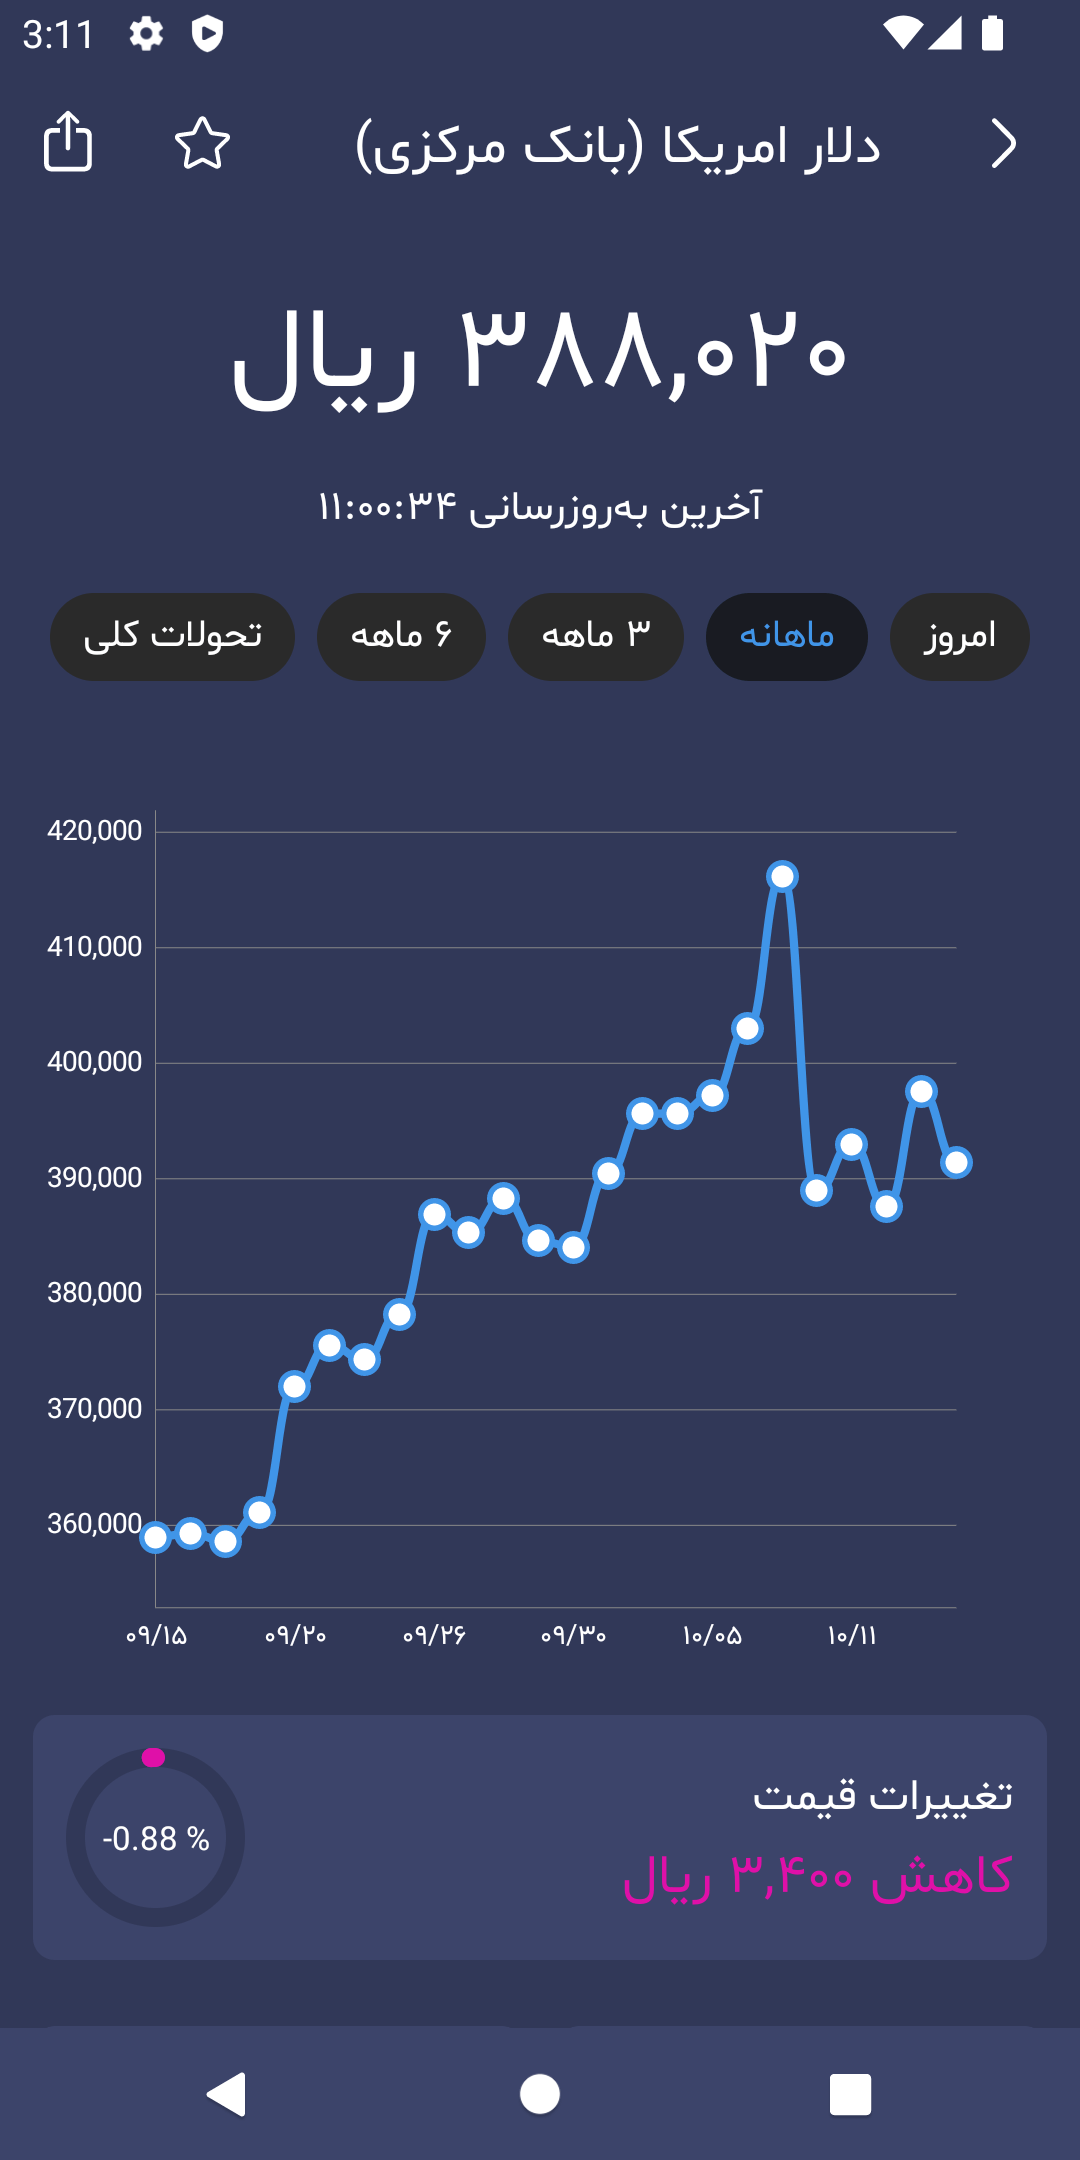 3:11
دلار امریکا (بانک مرکزی)
۳۸۸,۰۲۰ ریال
آخرین به‌روزرسانی ۱۱:۰۰:۳۴
امروز
ماهانه
۳ ماهه
۶ ماهه
تحولات کلی
420,000
410,000
400,000
390,000
380,000
370,000
360,000
۰۹/۱۵
۰۹/۲۰
۰۹/۲۶
۰۹/۳۰
۱۰/۰۵
۱۰/۱۱
تغییرات قیمت
کاهش ۳,۴۰۰ ریال
-0.88 %